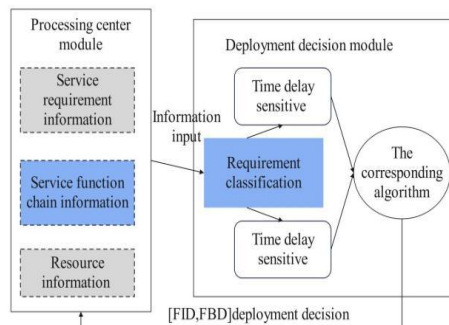 Processing center
module
Service
requirement
information
Service function
chain information
Resource
information
Information
input
Deployment decision module
Time delay
sensitive
Requirement
classification
Time delay
sensitive
The
corresponding
algorithm
[FID,FBD]deployment decision